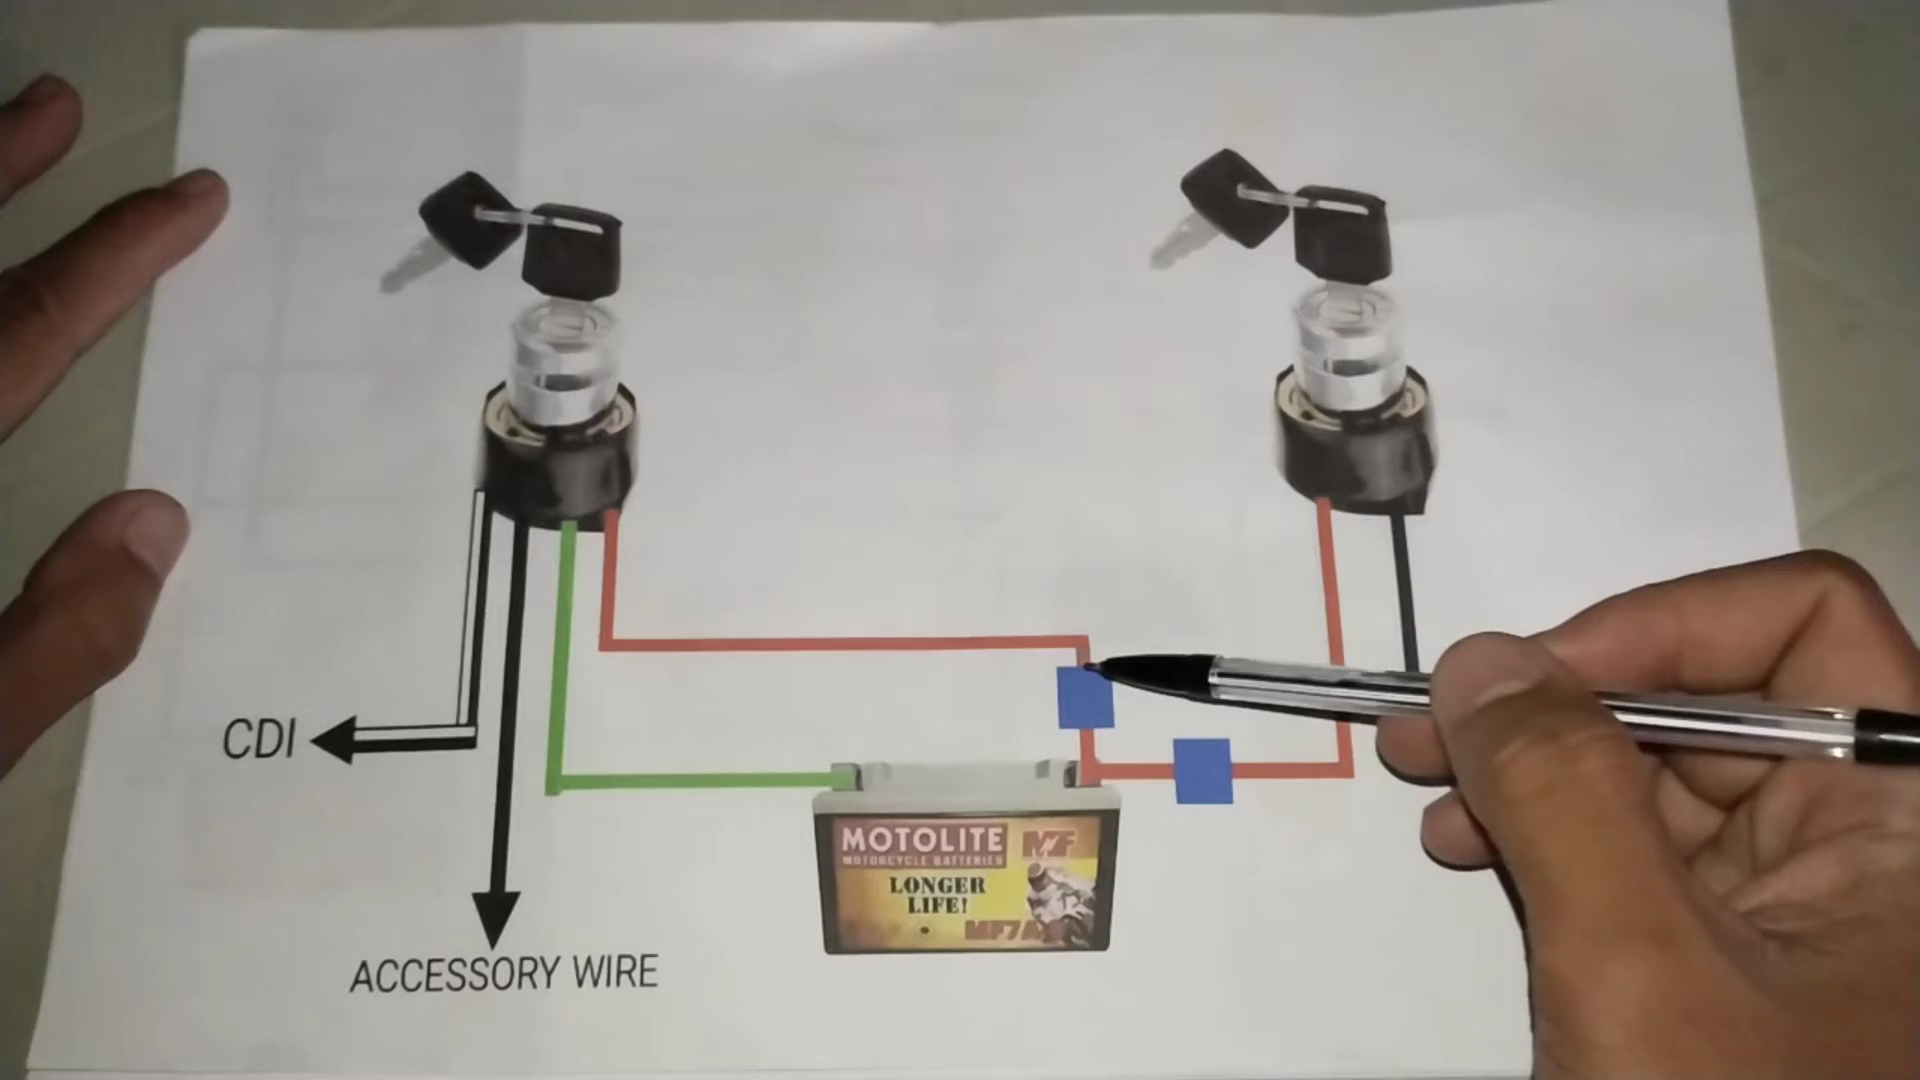 CDI
MOTOLITE
MOTORCYCLE BATTERIES
MF
LONGER
LIFE!
ACCESSORY WIRE